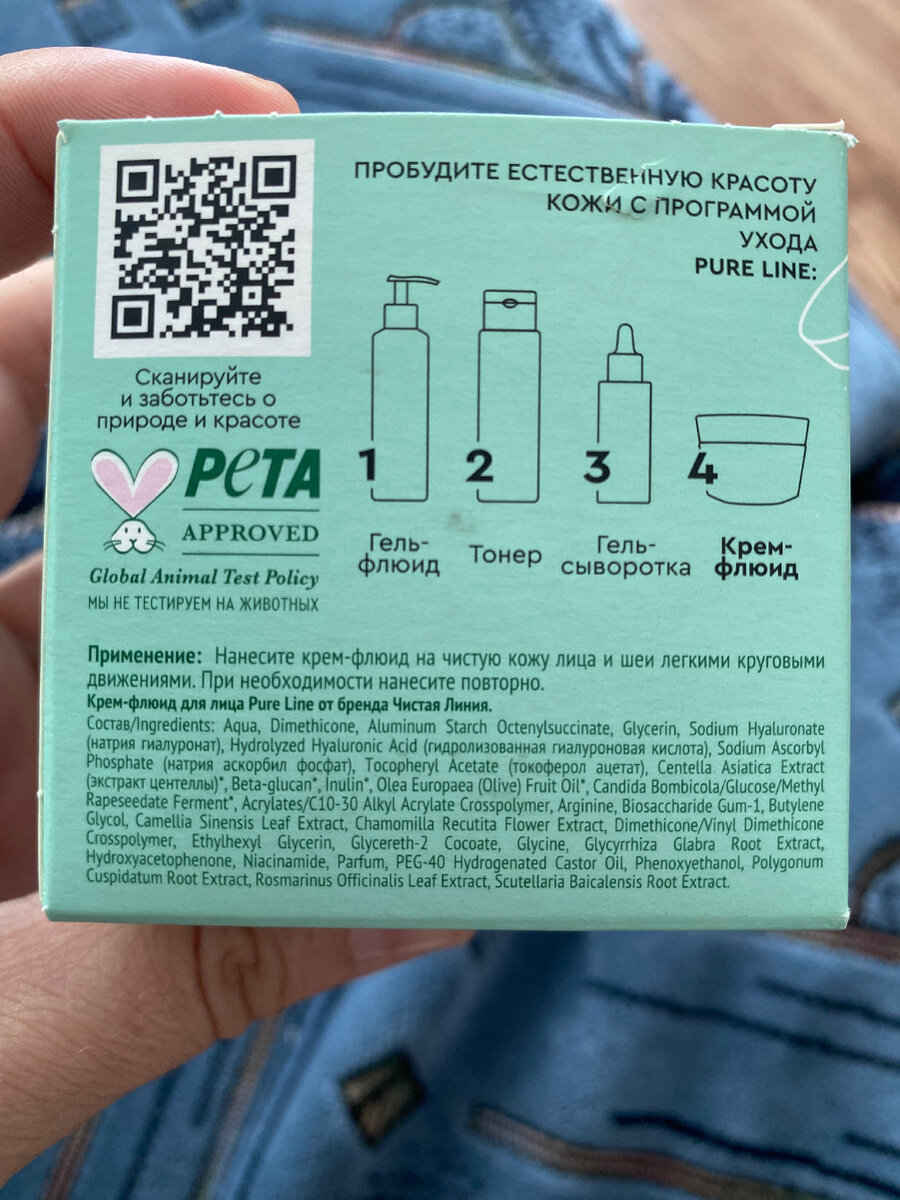 ПРОБУДИТЕ ЕСТЕСТВЕННУЮ КРАСОТУ
КОЖИ С ПРОГРАММОЙ
УХОДА
PURE LINE:
Сканируйте
и заботьтесь о
природе и красоте
PETA
APPROVED
Global Animal Test Policy
МЫ НЕ ТЕСТИРУЕМ НА ЖИВОТНЫХ
1
Гель-
флюид
2
Тонер
3
Гель-
сыворотка
4
Крем-
флюид
Применение: Нанесите крем-флюид на чистую кожу лица и шеи легкими круговыми
движениями. При необходимости нанесите повторно.
Крем-флюид для лица Pure Line от бренда Чистая Линия.
Состав/Ingredients: Aqua, Dimethicone, Aluminum Starch Octenylsuccinate, Glycerin, Sodium Hyaluronate
(натрия гиалуронат), Hydrolyzed Hyaluronic Acid (гидролизованная гиалуроновая кислота), Sodium Ascorbyl
Phosphate (натрия аскорбил фосфат), Tocopheryl Acetate (токоферол ацетат), Centella Asiatica Extract
(экстракт центеллы)*, Beta-glucan*, Inulin*, Olea Europaea (Olive) Fruit Oil*, Candida Bombicola/Glucose/Methyl
Rapeseedate Ferment*, Acrylates/C10-30 Alkyl Acrylate Crosspolymer, Arginine, Biosaccharide Gum-1, Butylene
Glycol, Camellia Sinensis Leaf Extract, Chamomilla Recutita Flower Extract, Dimethicone/Vinyl Dimethicone
Crosspolymer, Ethylhexyl Glycerin, Glycereth-2 Cocoate, Glycine, Glycyrrhiza Glabra Root Extract,
Hydroxyacetophenone, Niacinamide, Parfum, PEG-40 Hydrogenated Castor Oil, Phenoxyethanol, Polygonum
Cuspidatum Root Extract, Rosmarinus Officinalis Leaf Extract, Scutellaria Baicalensis Root Extract.